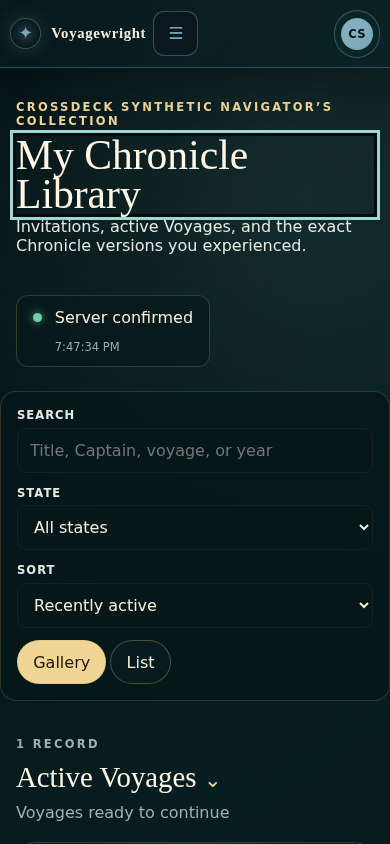 Voyagewright
CS
CROSSDECK SYNTHETIC NAVIGATOR’S
COLLECTION
My Chronicle
Library
Invitations, active Voyages, and the exact
Chronicle versions you experienced.
Server confirmed
7:47:34 PM
SEARCH
Title, Captain, voyage, or year
STATE
All states
SORT
Recently active
Gallery
List
1 RECORD
Active Voyages
Voyages ready to continue